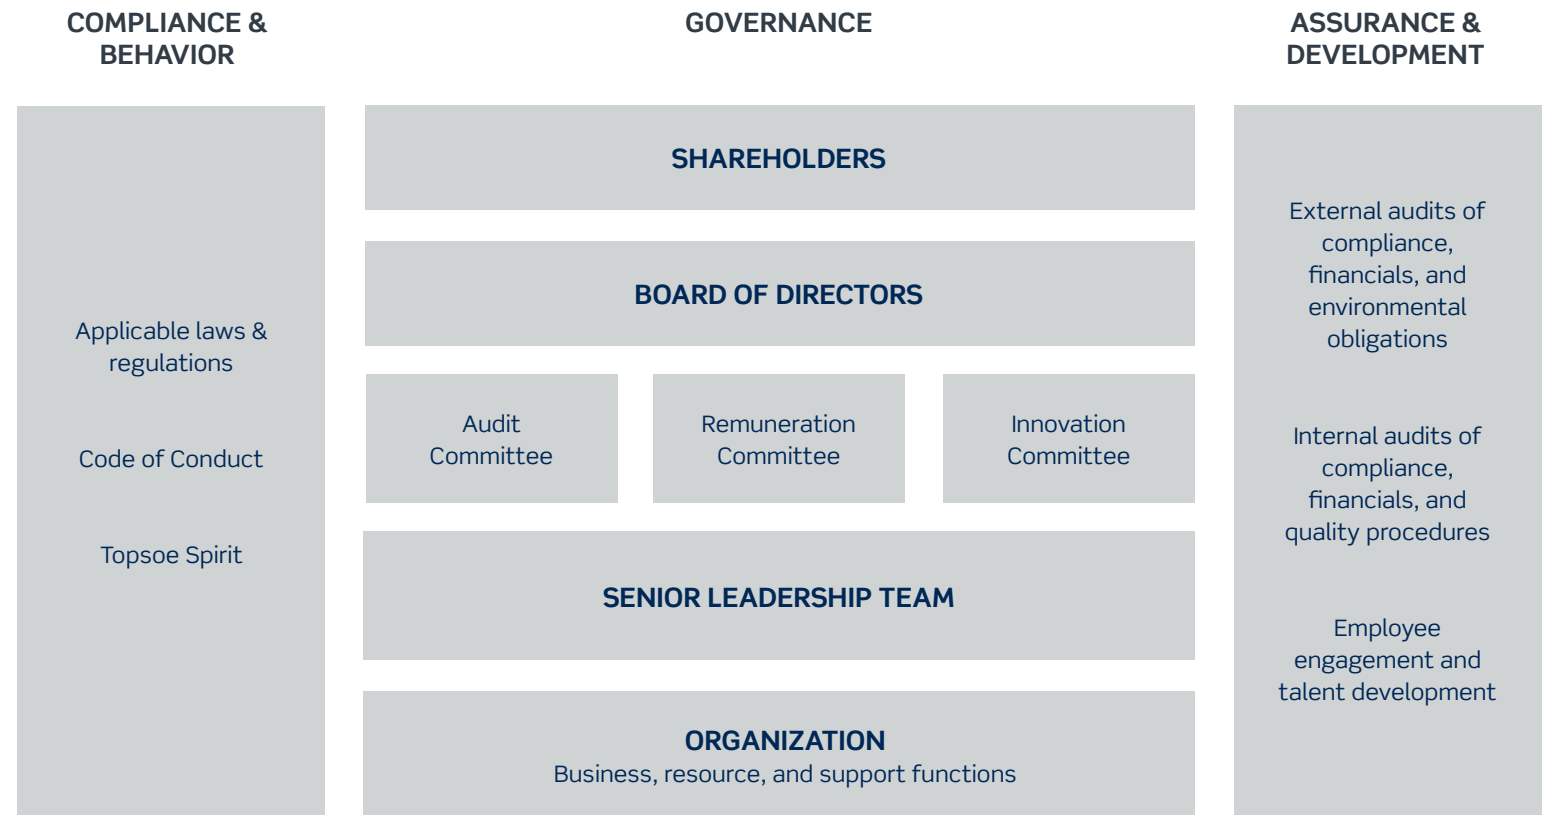 COMPLIANCE &
BEHAVIOR
GOVERNANCE
ASSURANCE &
DEVELOPMENT
Applicable laws &
regulations
Code of Conduct
Topsoe Spirit
SHAREHOLDERS
BOARD OF DIRECTORS
Audit
Committee
Remuneration
Committee
Innovation
Committee
SENIOR LEADERSHIP TEAM
ORGANIZATION
Business, resource, and support functions
External audits of
compliance,
financials, and
environmental
obligations
Internal audits of
compliance,
financials, and
quality procedures
Employee
engagement and
talent development